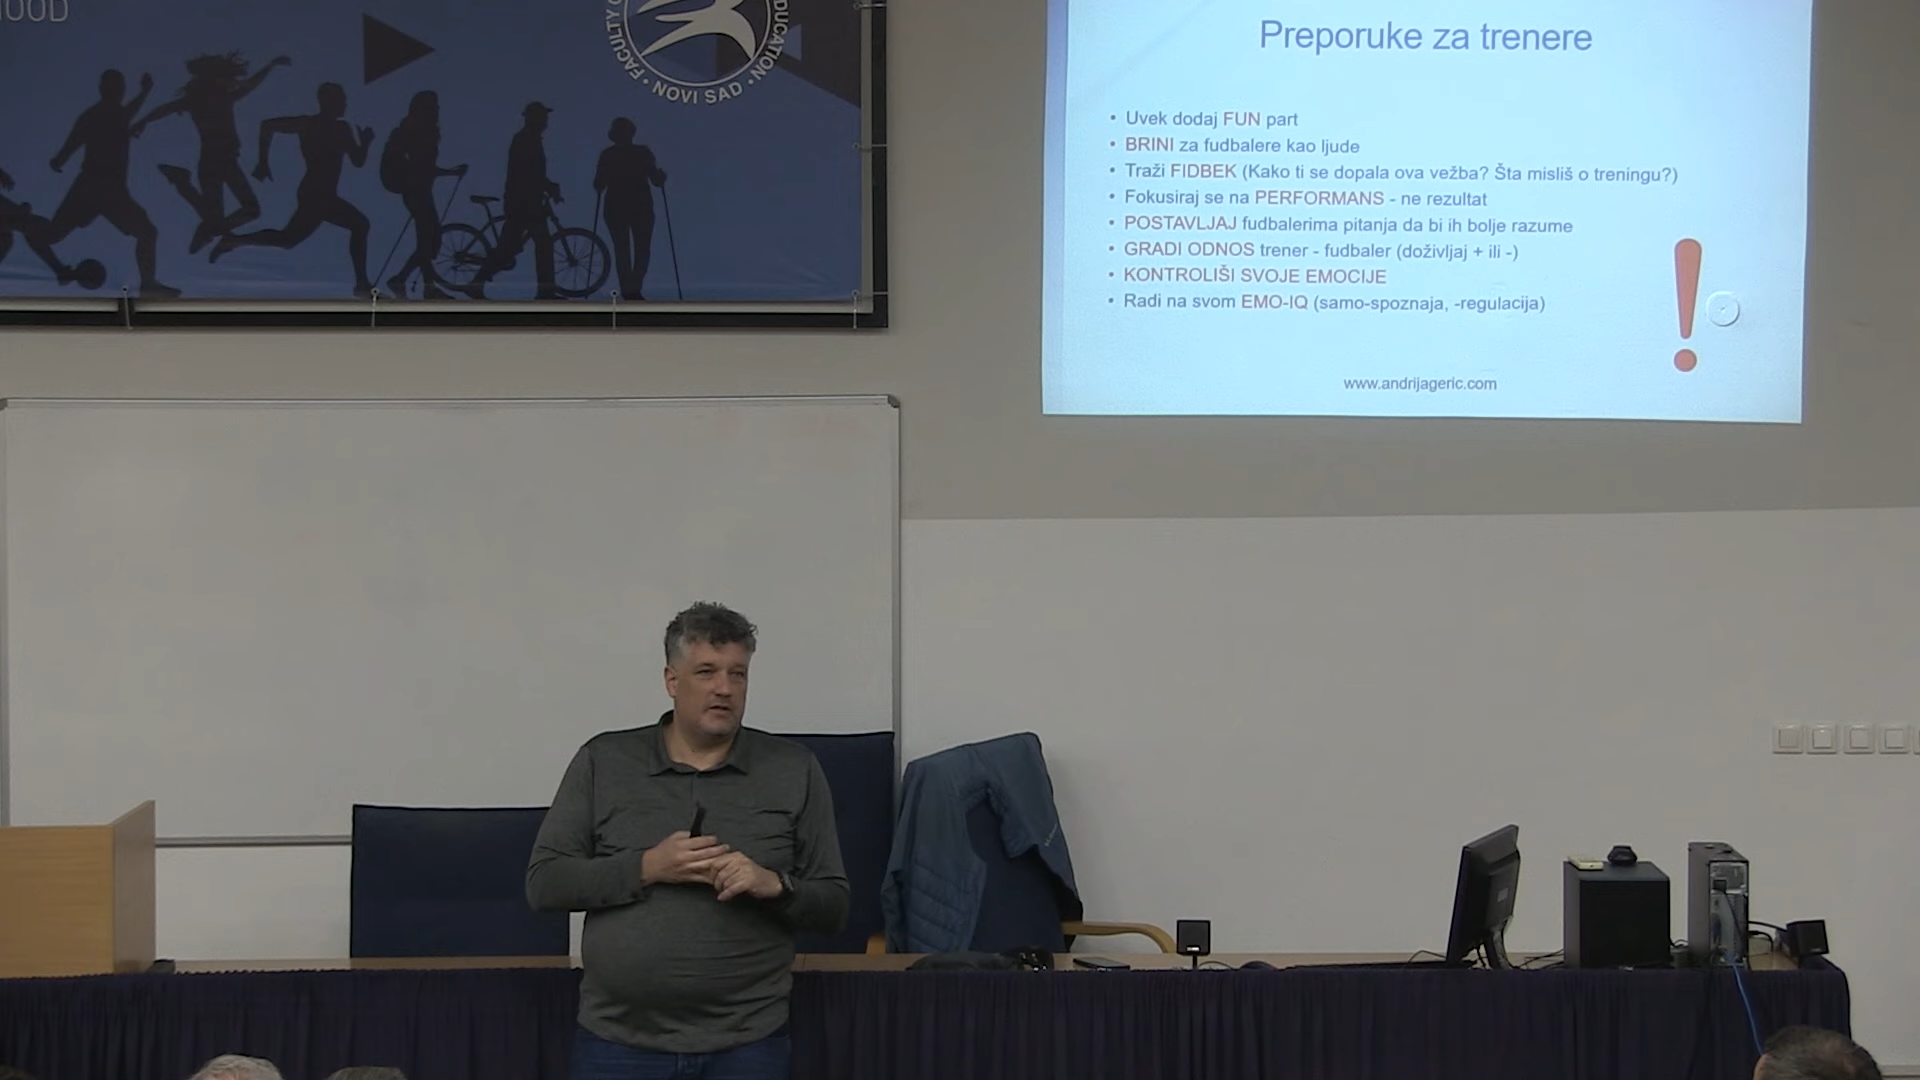 HOOD
FACULTY O
DUCATION
• NOVI SAD •
Preporuke za trenere
• Uvek dodaj FUN part
• BRINI za fudbalere kao ljude
• Traži FIDBEK (Kako ti se dopala ova vežba? Šta misliš o treningu?)
• Fokusiraj se na PERFORMANS - ne rezultat
• POSTAVLJAJ fudbalerima pitanja da bi ih bolje razume
• GRADI ODNOS trener - fudbaler (doživljaj + ili -)
• KONTROLIŠI SVOJE EMOCIJE
• Radi na svom EMO-IQ (samo-spoznaja, -regulacija)
www.andrijageric.com